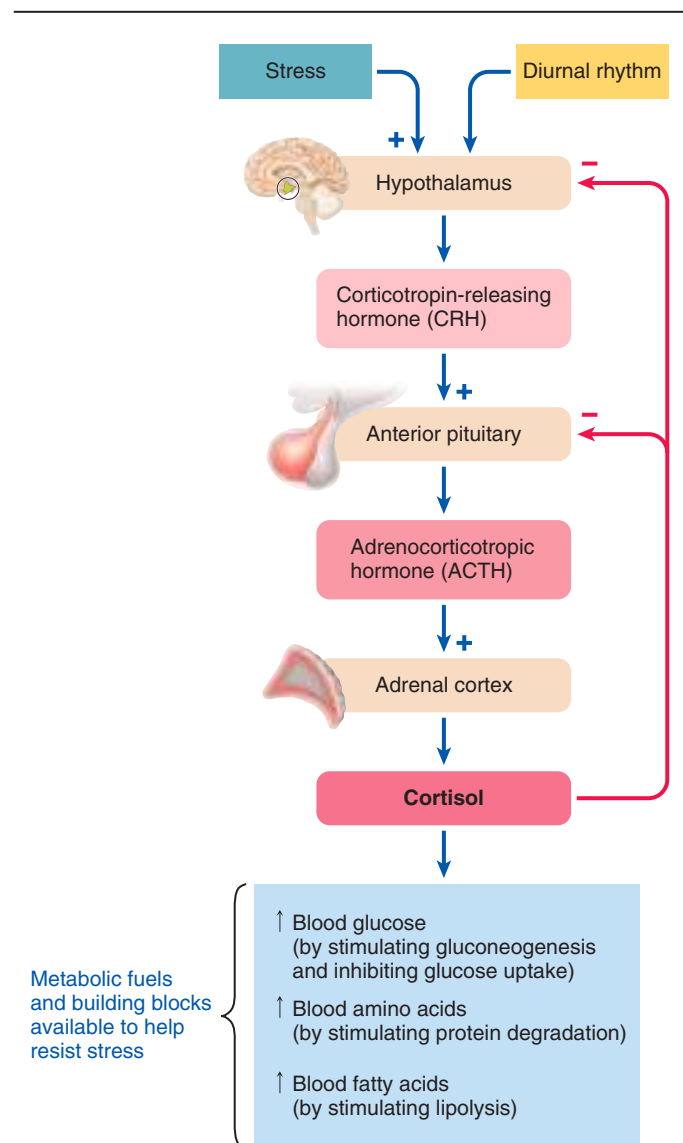 Stress
Diurnal rhythm
+
–
Hypothalamus
Corticotropin-releasing
hormone (CRH)
+
–
Anterior pituitary
Adrenocorticotropic
hormone (ACTH)
+
Adrenal cortex
Cortisol
↑ Blood glucose
(by stimulating gluconeogenesis
and inhibiting glucose uptake)
Metabolic fuels
and building blocks
available to help
resist stress
↑ Blood amino acids
(by stimulating protein degradation)
↑ Blood fatty acids
(by stimulating lipolysis)